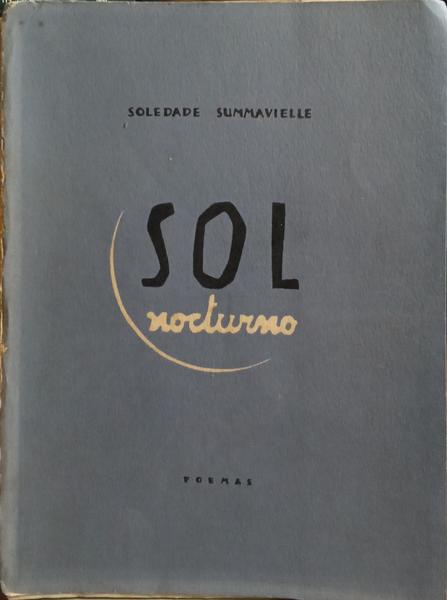 SOLEDADE SUMMAVIELLE
SOL
nocturno
POEMAS